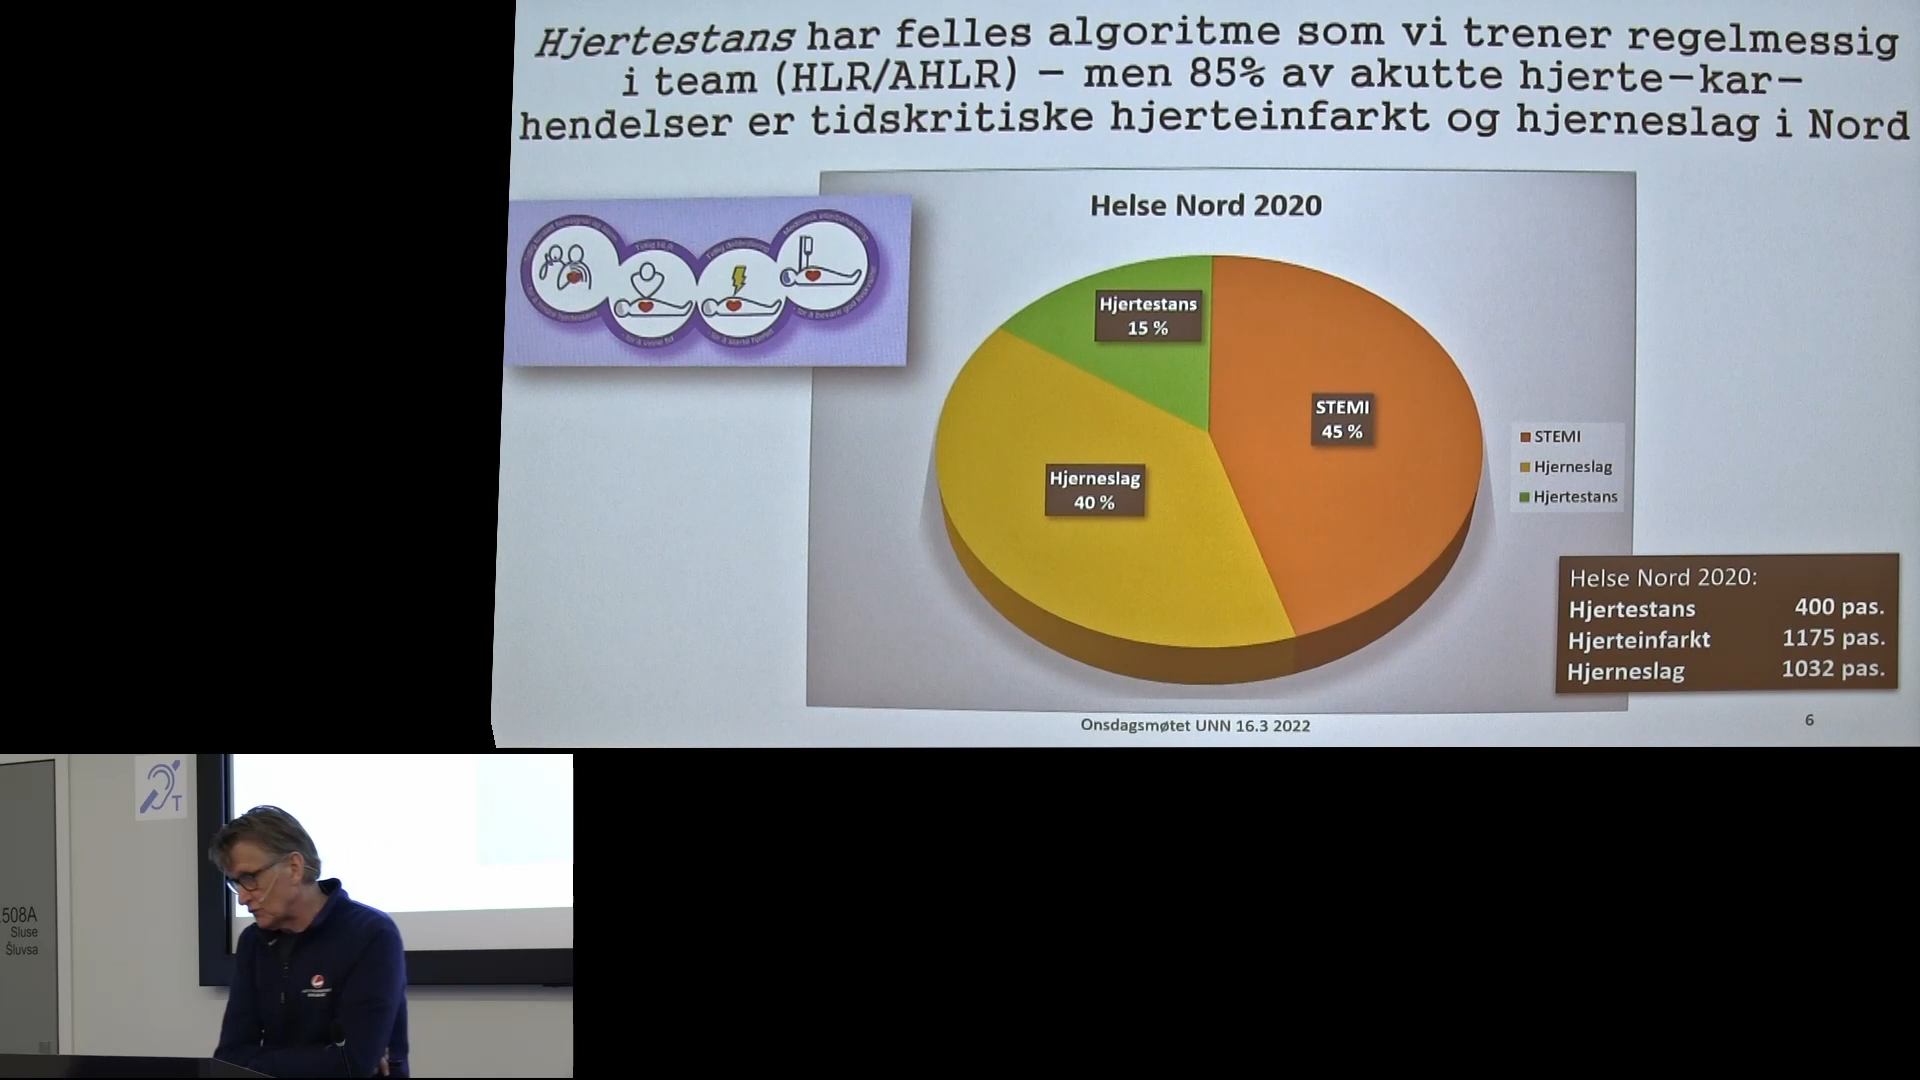 Hjertestans har felles algoritme som vi trener regelmessig
i team (HLR/AHLR) – men 85% av akutte hjerte-kar-
hendelser er tidskritiske hjerteinfarkt og hjerneslag i Nord
Helse Nord 2020
Hjertestans
15 %
STEMI
45 %
Hjerneslag
40 %
STEMI
Hjerneslag
Hjertestans
Helse Nord 2020:
Hjertestans 400 pas.
Hjerteinfarkt 1175 pas.
Hjerneslag 1032 pas.
Onsdagsmøtet UNN 16.3 2022
6
T
508A
Sluse
Šluvsa